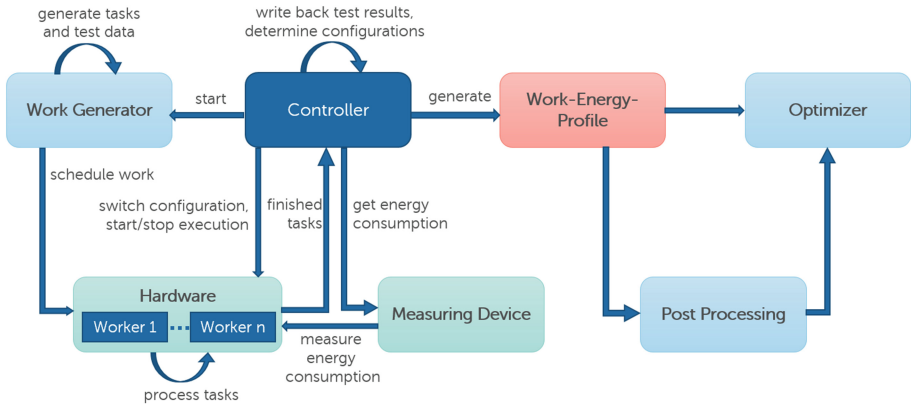 generate tasks
and test data
write back test results,
determine configurations
Work Generator
start
Controller
generate
Work-Energy-
Profile
Optimizer
schedule work
switch configuration,
start/stop execution
finished
tasks
get energy
consumption
Hardware
Worker 1
Worker n
measure
energy
consumption
Measuring Device
Post Processing
process tasks